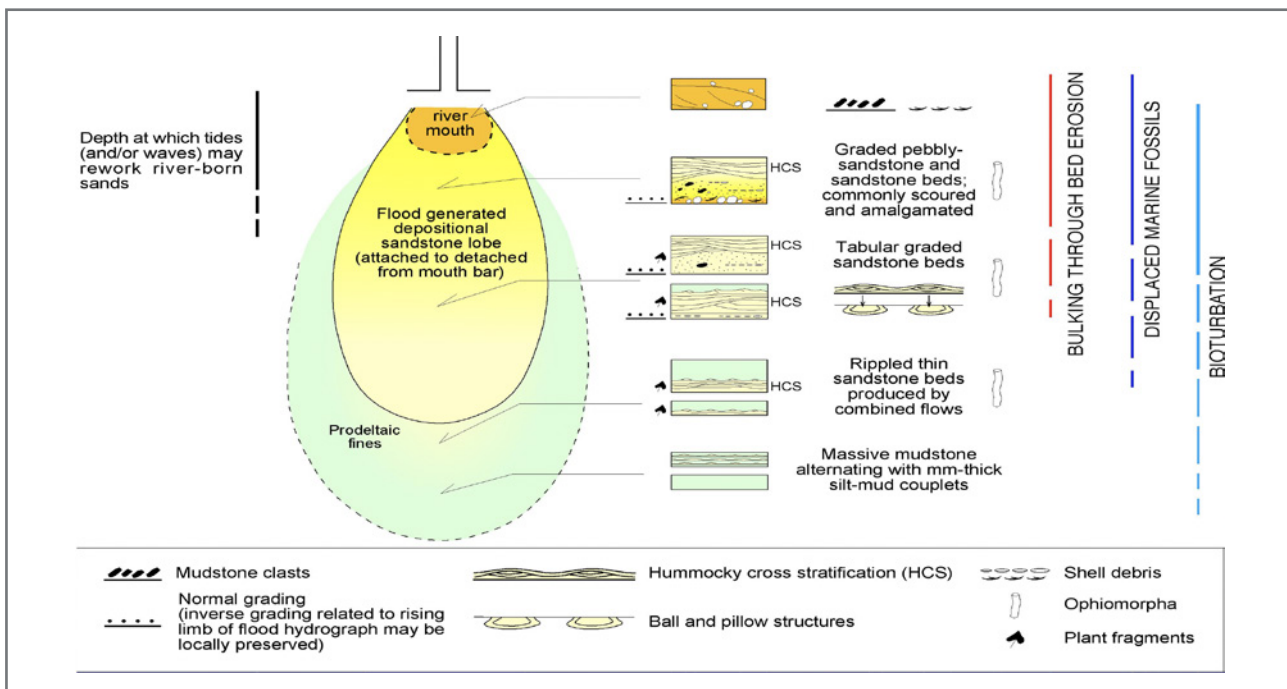 Depth at which tides
(and/or waves) may
rework river-born
sands
river
mouth
Flood generated
depositional
sandstone lobe
(attached to detached
from mouth bar)
Prodeltaic
fines
HCS
Graded pebbly-
sandstone and
sandstone beds;
commonly scoured
and amalgamated
HCS
Tabular graded
sandstone beds
HCS
HCS
Rippled thin
sandstone beds
produced by
combined flows
Massive mudstone
alternating with mm-thick
silt-mud couplets
BULKING THROUGH BED EROSION
DISPLACED MARINE FOSSILS
BIOTURBATION
Mudstone clasts
Normal grading
(inverse grading related to rising
limb of flood hydrograph may be
locally preserved)
Hummocky cross stratification (HCS)
Ball and pillow structures
Shell debris
Ophiomorpha
Plant fragments